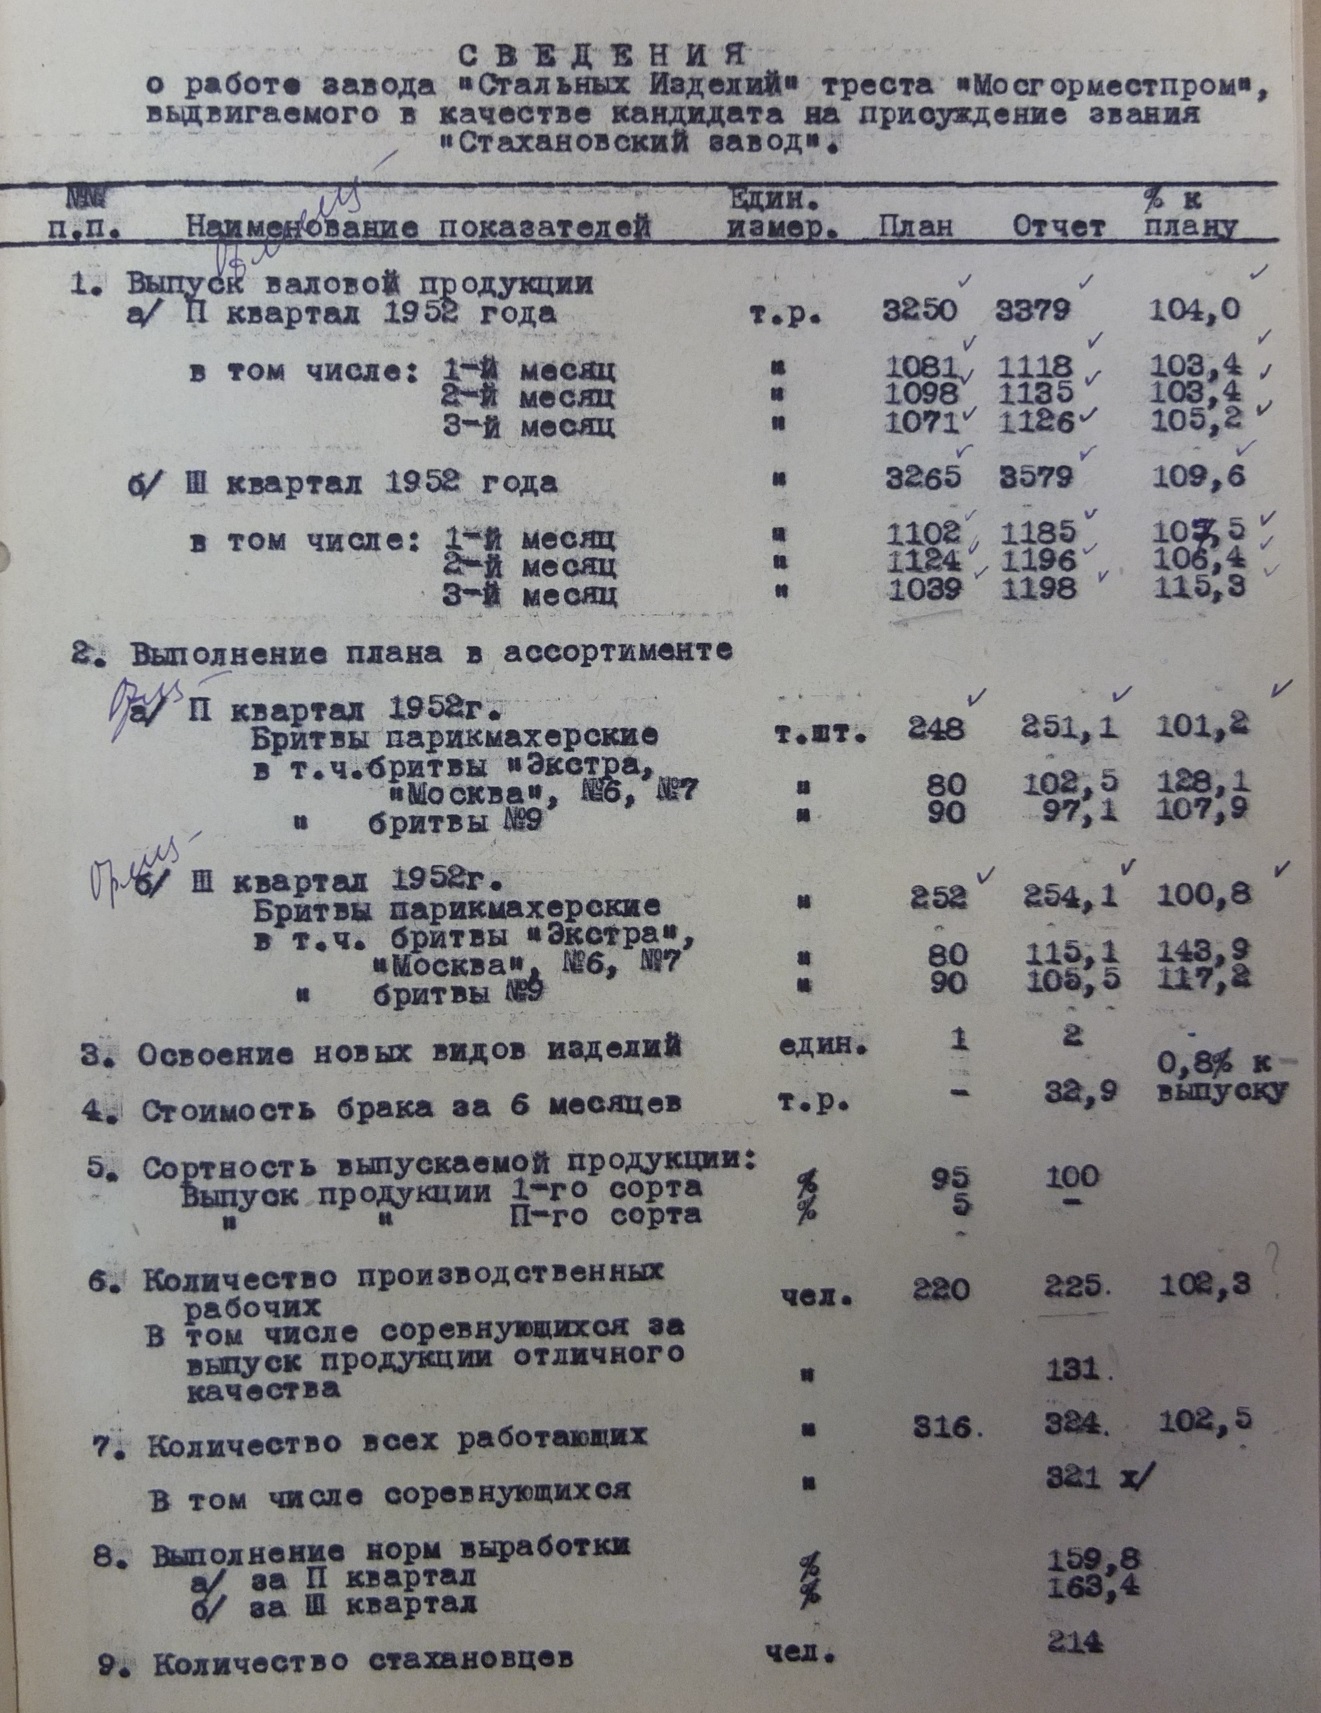 СВЕДЕНИЯ
о работе завода "Стальных Изделий" треста "Мосгорместпром",
выдвигаемого в качестве кандидата на присуждение звания
"Стахановский завод".
№№ п.п. Наименование показателей Един. измер. План Отчет % к плану
1. Выпуск валовой продукции
а/ П квартал 1952 года т.р. 3250 3379 104,0
в том числе: 1-й месяц " 1081 1118 103,4
2-й месяц " 1098 1135 103,4
3-й месяц " 1071 1126 105,2
б/ Ш квартал 1952 года " 3265 3579 109,6
в том числе: 1-й месяц " 1102 1185 107,5
2-й месяц " 1124 1196 106,4
3-й месяц " 1039 1198 115,3
2. Выполнение плана в ассортименте
а/ П квартал 1952г.
Бритвы парикмахерские т.шт. 248 251,1 101,2
в т.ч.бритвы "Экстра,
"Москва", №6, №7 " 80 102,5 128,1
" бритвы №9 " 90 97,1 107,9
б/ Ш квартал 1952г.
Бритвы парикмахерские " 252 254,1 100,8
в т.ч. бритвы "Экстра",
"Москва", №6, №7 " 80 115,1 143,9
" бритвы №9 " 90 105,5 117,2
3. Освоение новых видов изделий един. 1 2 -
4. Стоимость брака за 6 месяцев т.р. - 32,9 0,8% к выпуску
5. Сортность выпускаемой продукции:
Выпуск продукции 1-го сорта % 95 100
" " П-го сорта % 5 -
6. Количество производственных
рабочих чел. 220 225. 102,3 ?
В том числе соревнующихся за
выпуск продукции отличного
качества " 131.
7. Количество всех работающих " 316. 324. 102,5
В том числе соревнующихся " 321 х/
8. Выполнение норм выработки
а/ за П квартал % 159,8
б/ за Ш квартал % 163,4
9. Количество стахановцев чел. 214